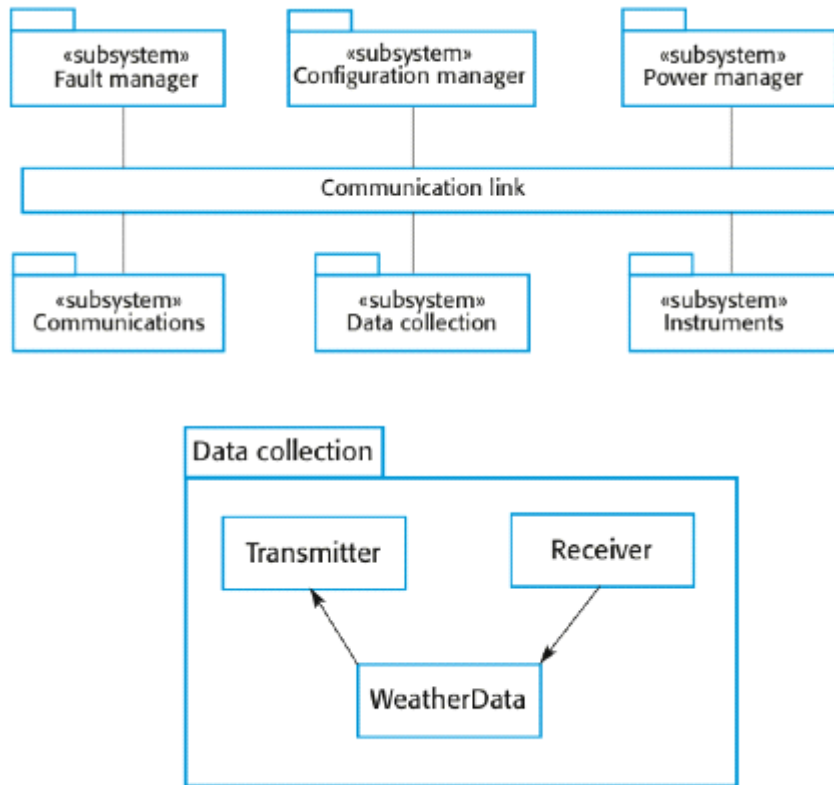 «subsystem»
Fault manager
«subsystem»
Configuration manager
«subsystem»
Power manager
Communication link
«subsystem»
Communications
«subsystem»
Data collection
«subsystem»
Instruments
Data collection
Transmitter
Receiver
WeatherData